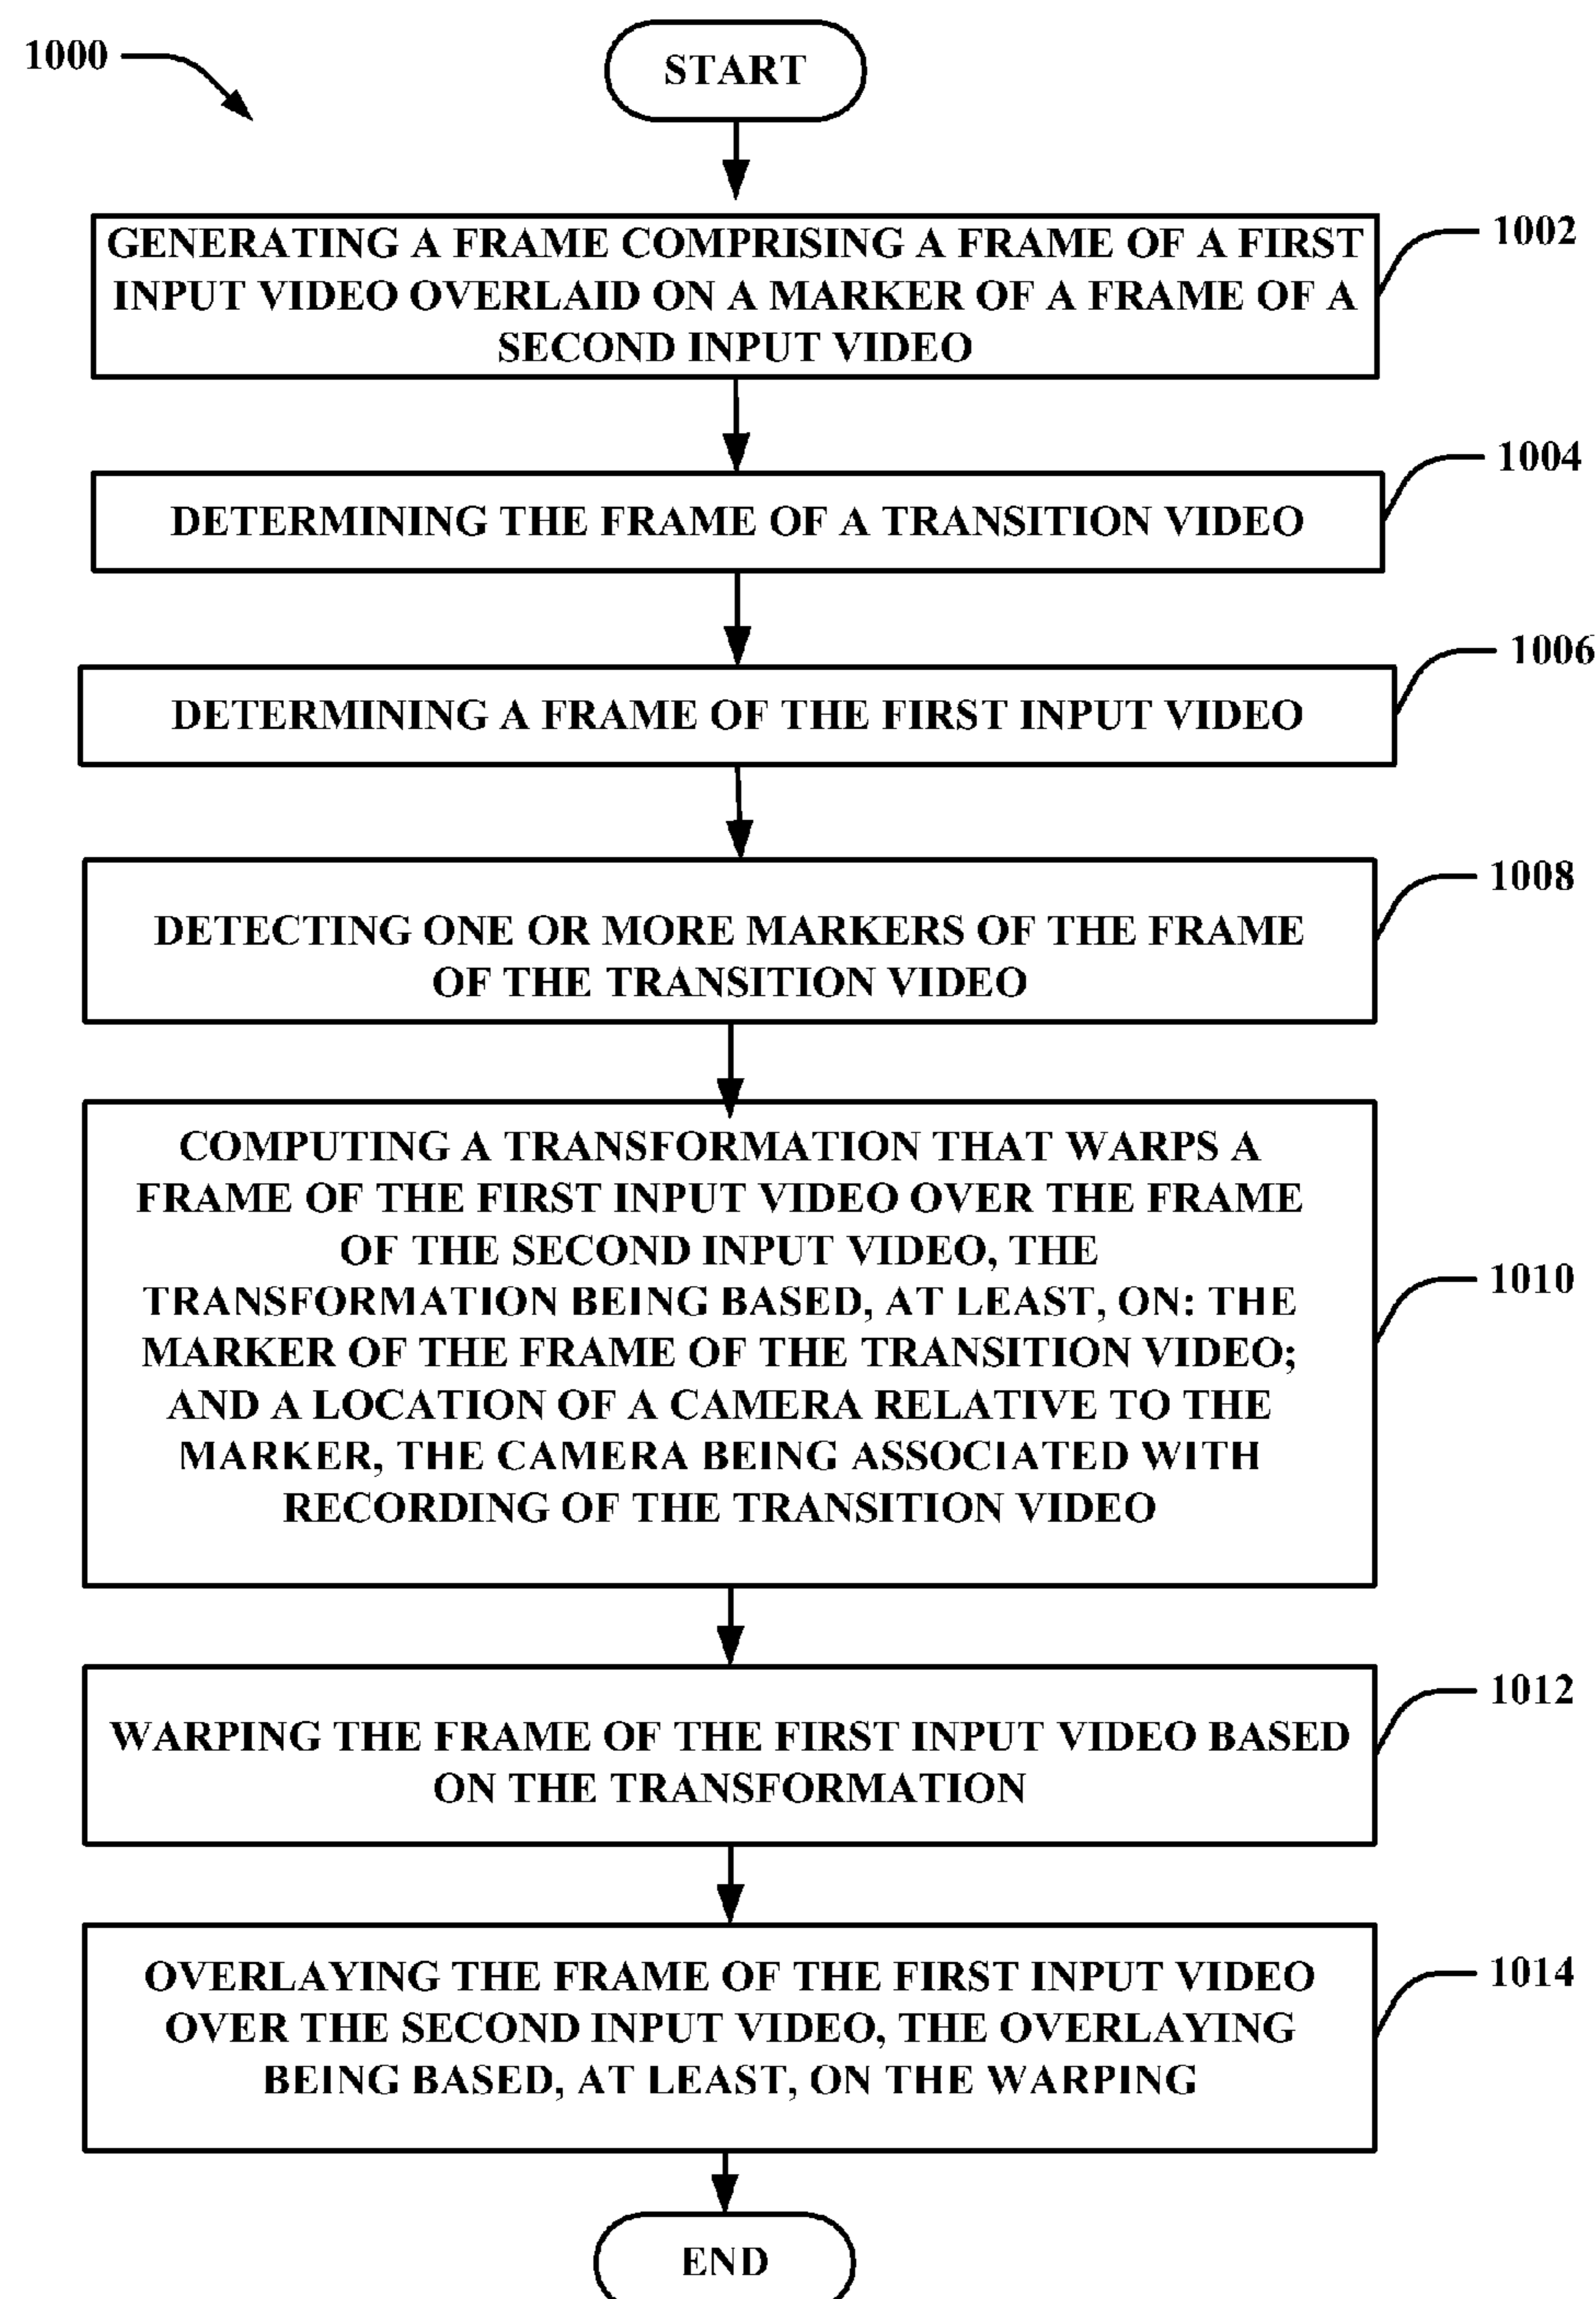 1000
START
GENERATING A FRAME COMPRISING A FRAME OF A FIRST
INPUT VIDEO OVERLAID ON A MARKER OF A FRAME OF A
SECOND INPUT VIDEO
1002
DETERMINING THE FRAME OF A TRANSITION VIDEO
1004
DETERMINING A FRAME OF THE FIRST INPUT VIDEO
1006
DETECTING ONE OR MORE MARKERS OF THE FRAME
OF THE TRANSITION VIDEO
1008
COMPUTING A TRANSFORMATION THAT WARPS A
FRAME OF THE FIRST INPUT VIDEO OVER THE FRAME
OF THE SECOND INPUT VIDEO, THE
TRANSFORMATION BEING BASED, AT LEAST, ON: THE
MARKER OF THE FRAME OF THE TRANSITION VIDEO;
AND A LOCATION OF A CAMERA RELATIVE TO THE
MARKER, THE CAMERA BEING ASSOCIATED WITH
RECORDING OF THE TRANSITION VIDEO
1010
WARPING THE FRAME OF THE FIRST INPUT VIDEO BASED
ON THE TRANSFORMATION
1012
OVERLAYING THE FRAME OF THE FIRST INPUT VIDEO
OVER THE SECOND INPUT VIDEO, THE OVERLAYING
BEING BASED, AT LEAST, ON THE WARPING
1014
END